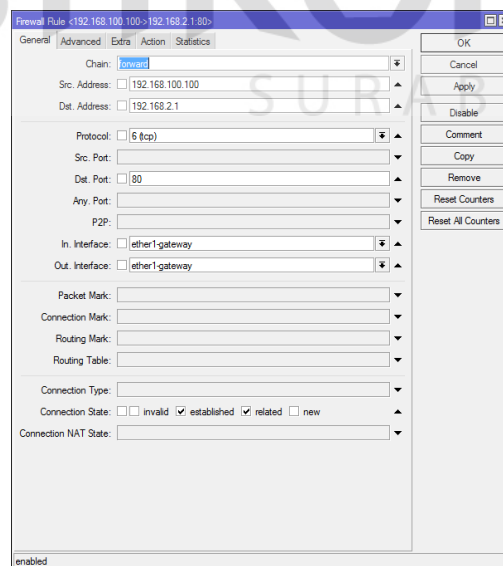 Firewall Rule <192.168.100.100->192.168.2.1:80>
General Advanced Extra Action Statistics
OK
Chain: forward
Cancel
Src. Address: 192.168.100.100
Apply
Dst. Address: 192.168.2.1
SURAB
Disable
Protocol: 6 (tcp)
Comment
Src. Port:
Copy
Dst. Port: 80
Remove
Any. Port:
Reset Counters
P2P:
Reset All Counters
In. Interface: ether1-gateway
Out. Interface: ether1-gateway
Packet Mark:
Connection Mark:
Routing Mark:
Routing Table:
Connection Type:
Connection State: invalid established related new
Connection NAT State:
enabled